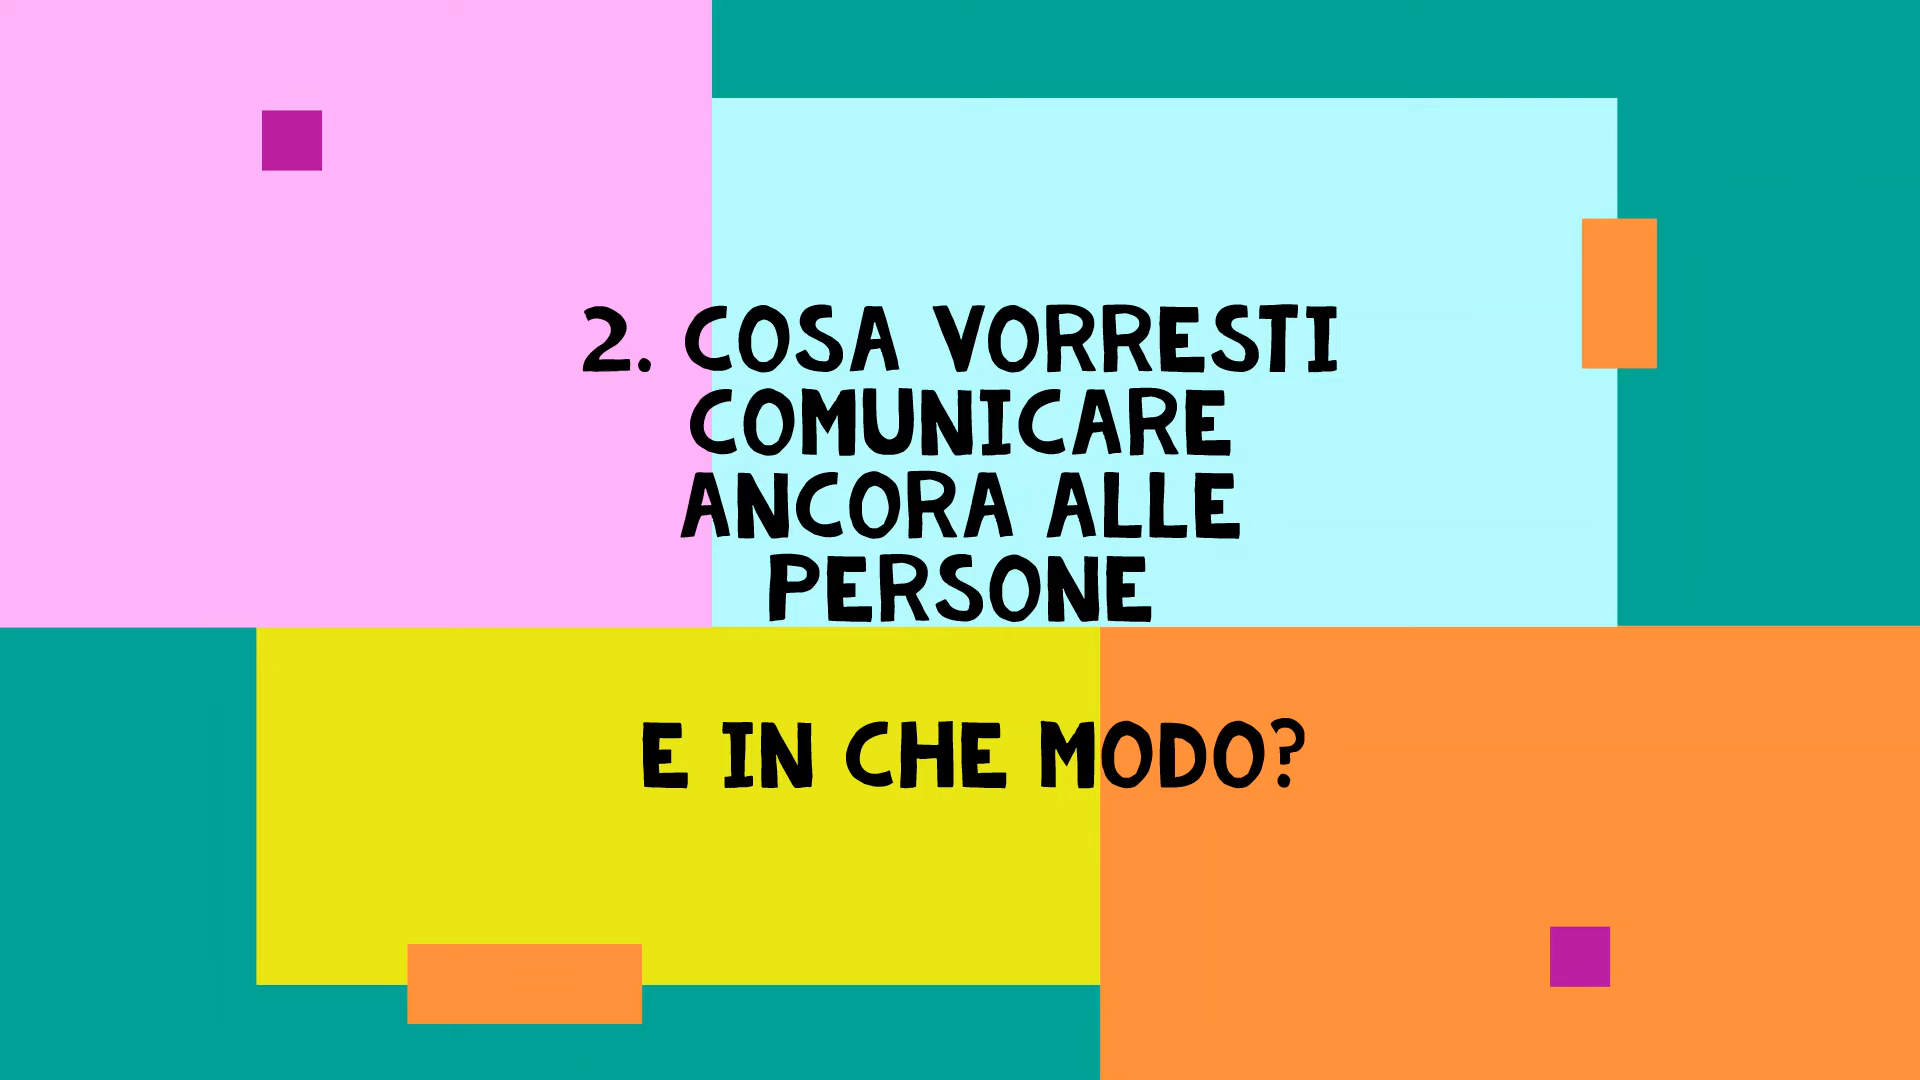 2. COSA VORRESTI
COMUNICARE
ANCORA ALLE
PERSONE
E IN CHE MODO?